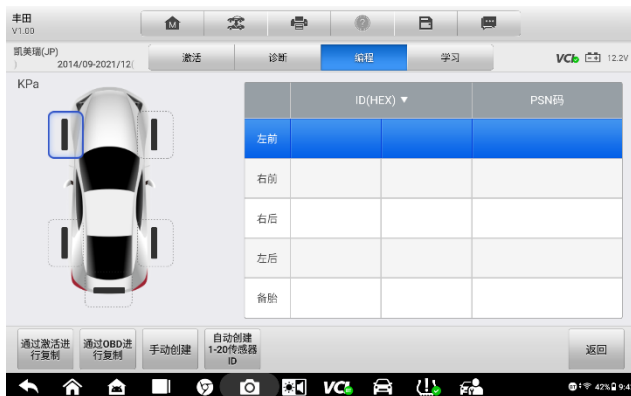 丰田
V1.00
凯美瑞(JP)
) 2014/09-2021/12(
激活
诊断
编程
学习
VCI
12.2V
KPa
ID(HEX) ▼
PSN码
左前
右前
右后
左后
备胎
通过激活进
行复制
通过OBD进
行复制
手动创建
自动创建
1-20传感器
ID
返回
VCI
42%
9:4